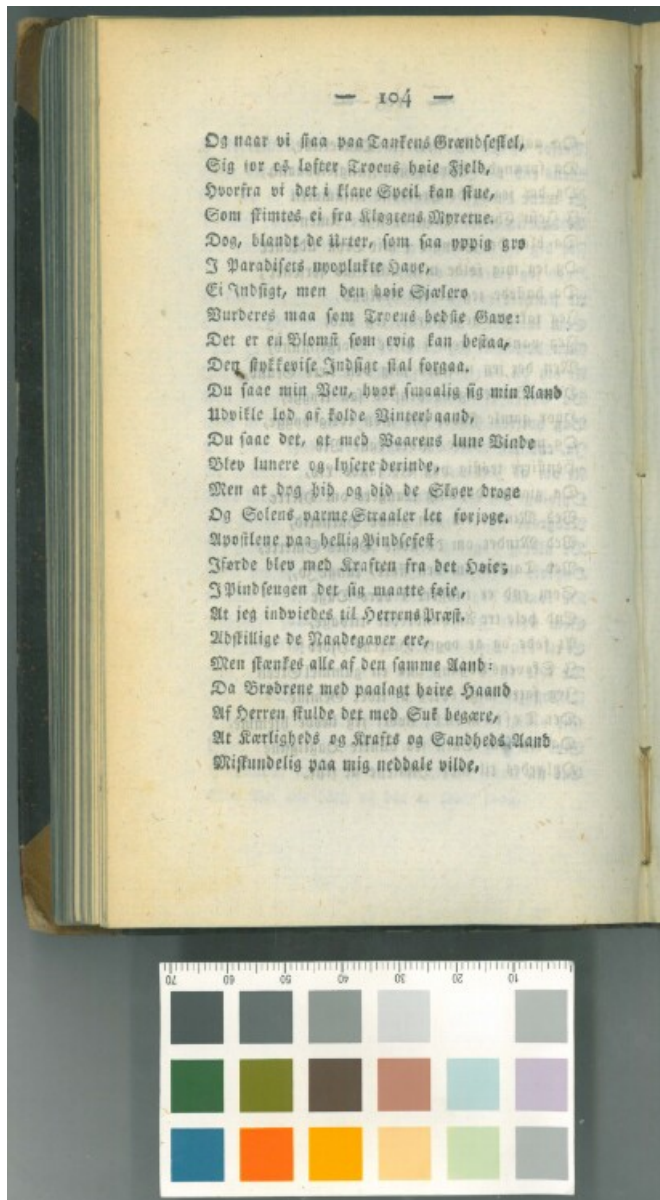 — 104 —
Og naar vi staa paa Tankens Grændseskel,
Sig for os løfter Troens høie Fjeld,
Hvorfra vi det i klare Speil kan skue,
Som skimtes ei fra Kløgtens Myretue.
Dog, blandt de Urter, som saa yppig gro
I Paradisets nyoplukte Have,
Ei Indsigt, men den høie Sjælero
Vurderes maa som Troens bedste Gave:
Det er en Blomst som evig kan bestaa,
Den stykkevise Indsigt skal forgaa.
Du saae min Ven, hvor smaalig sig min Aand
Udvikle lod af kolde Vinterbaand,
Du saae det, at med Vaarens lune Vinde
Blev lunere og lysere derinde,
Men at dog hid og did de Skyer droge
Og Solens varme Straaler let forjoge.
Apostlene paa hellig Pindsefest
Iførde blev med Kraften fra det Høie;
I Pindseugen det sig maatte føie,
At jeg indviedes til Herrens Præst.
Adskillige de Naadegaver ere,
Men skænkes alle af den samme Aand:
Da Brødrene med paalagt høire Haand
Af Herren skulde det med Suk begære,
At Kærligheds og Krafts og Sandheds Aand
Miskundelig paa mig neddale vilde,
70 60 50 40 30 20 10